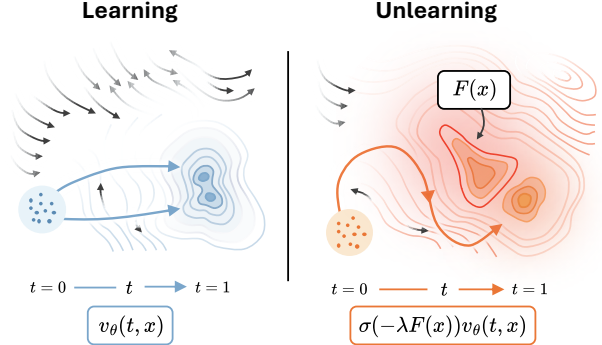 Learning
Unlearning
F(x)
t = 0 t t = 1
t = 0 t t = 1
v_θ(t, x)
σ(−λF(x))v_θ(t, x)